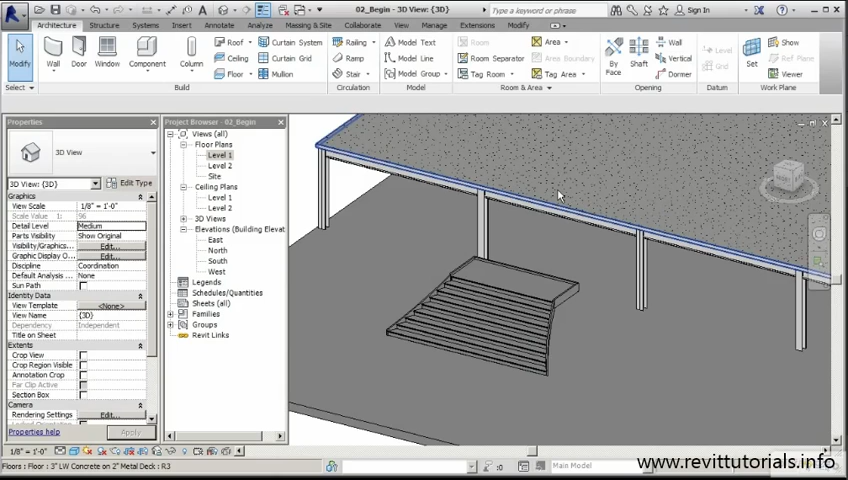 02_Begin - 3D View: {3D}
Type a keyword or phrase
Sign In
Architecture Structure Systems Insert Annotate Analyze Massing & Site Collaborate View Manage Extensions Modify
Modify
Wall
Door
Window
Component
Column
Roof
Ceiling
Floor
Curtain System
Curtain Grid
Mullion
Railing
Ramp
Stair
Model Text
Model Line
Model Group
Room
Room Separator
Tag Room
Area
Area Boundary
Tag Area
By Face
Shaft
Wall
Vertical
Dormer
Level
Grid
Set
Show
Ref Plane
Viewer
Select Build Circulation Model Room & Area Opening Datum Work Plane
Properties
3D View
3D View: {3D} Edit Type
Graphics
View Scale 1/8" = 1'-0"
Scale Value 1: 96
Detail Level Medium
Parts Visibility Show Original
Visibility/Graphics... Edit...
Graphic Display O... Edit...
Discipline Coordination
Default Analysis ... None
Sun Path
Identity Data
View Template <None>
View Name {3D}
Dependency Independent
Title on Sheet
Extents
Crop View
Crop Region Visible
Annotation Crop
Far Clip Active
Section Box
Camera
Rendering Settings Edit...
Properties help Apply
Project Browser - 02_Begin
Views (all)
Floor Plans
Level 1
Level 2
Site
Ceiling Plans
Level 1
Level 2
3D Views
Elevations (Building Elevat
East
North
South
West
Legends
Schedules/Quantities
Sheets (all)
Families
Groups
Revit Links
1/8" = 1'-0"
Floors : Floor : 3" LW Concrete on 2" Metal Deck : R3
:0
Main Model
www.revittutorials.info